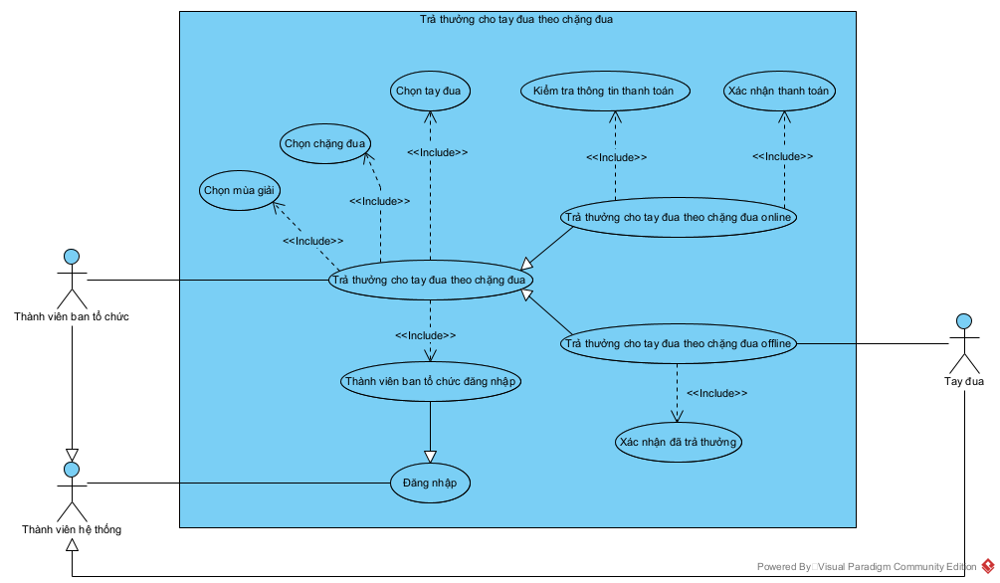 Trả thưởng cho tay đua theo chặng đua
Chọn tay đua
Kiểm tra thông tin thanh toán
Xác nhận thanh toán
Chọn chặng đua
<<Include>>
<<Include>>
<<Include>>
Chọn mùa giải
<<Include>>
Trả thưởng cho tay đua theo chặng đua online
<<Include>>
Trả thưởng cho tay đua theo chặng đua
Thành viên ban tổ chức
<<Include>>
Trả thưởng cho tay đua theo chặng đua offline
Thành viên ban tổ chức đăng nhập
Tay đua
<<Include>>
Xác nhận đã trả thưởng
Đăng nhập
Thành viên hệ thống
Powered By Visual Paradigm Community Edition